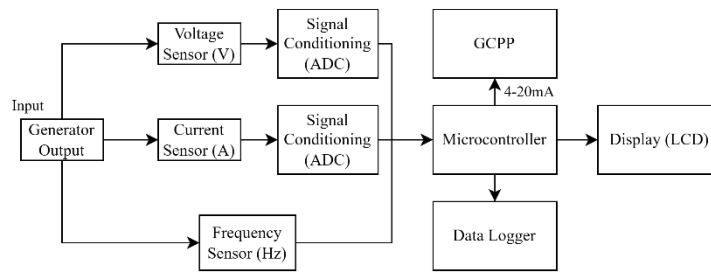 Voltage
Sensor (V)
Signal
Conditioning
(ADC)
GCPP
4-20mA
Input
Generator
Output
Current
Sensor (A)
Signal
Conditioning
(ADC)
Microcontroller
Display (LCD)
Frequency
Sensor (Hz)
Data Logger